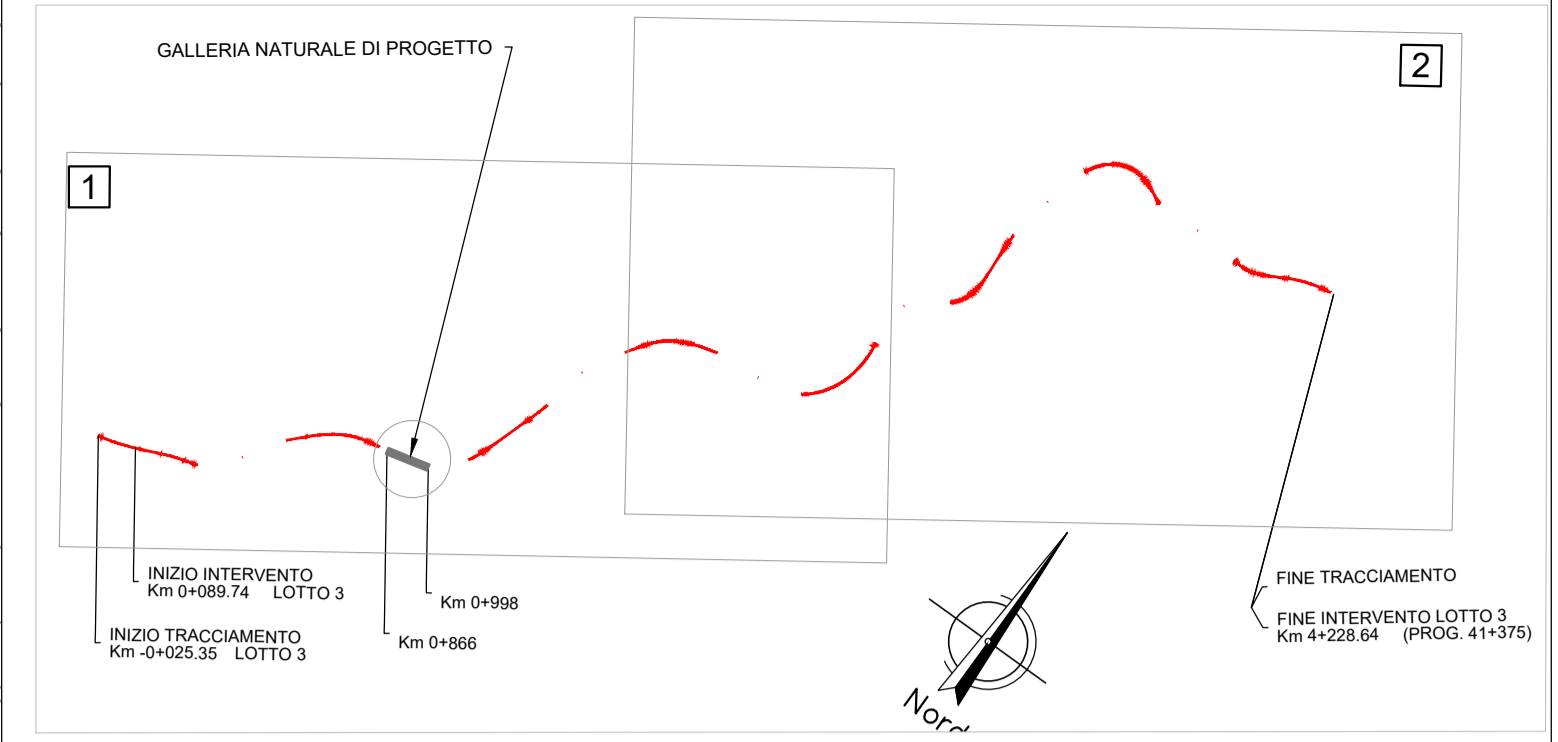 GALLERIA NATURALE DI PROGETTO
2
1
INIZIO INTERVENTO
Km 0+089.74 LOTTO 3
Km 0+998
INIZIO TRACCIAMENTO
Km -0+025.35 LOTTO 3
Km 0+866
FINE TRACCIAMENTO
FINE INTERVENTO LOTTO 3
Km 4+228.64 (PROG. 41+375)
Nord